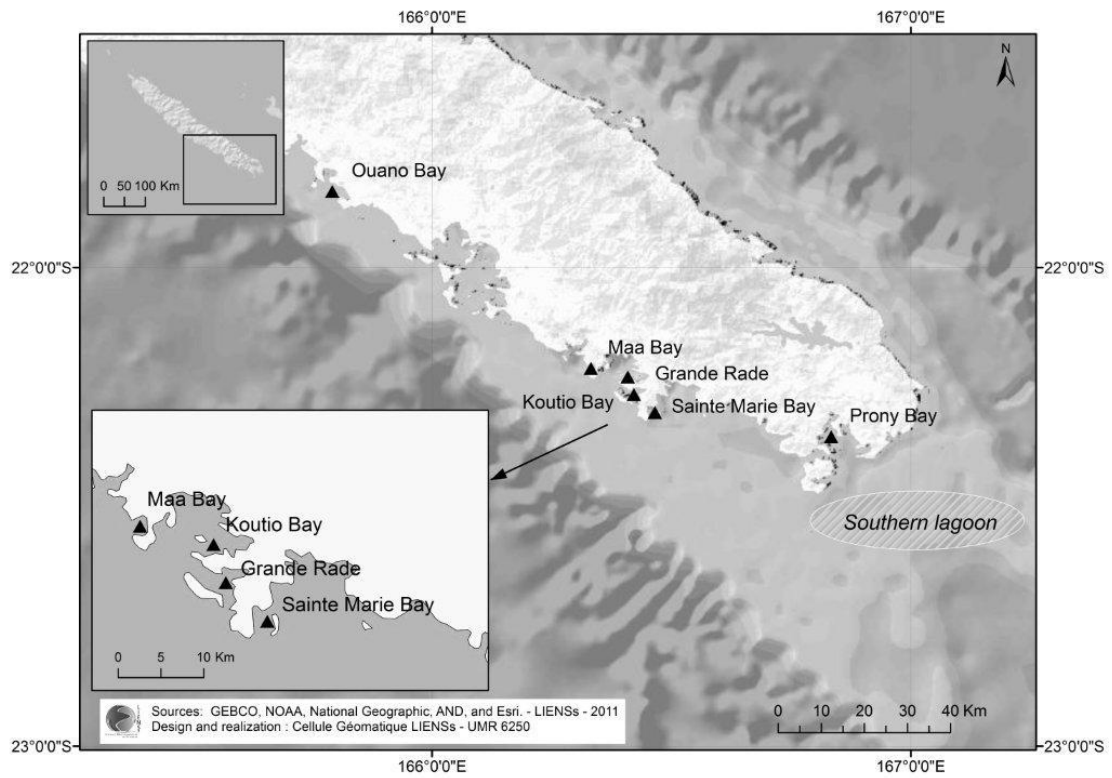 166°0'0"E
167°0'0"E
N
0 50 100 Km
Ouano Bay
22°0'0"S
22°0'0"S
Maa Bay
Grande Rade
Koutio Bay
Sainte Marie Bay
Prony Bay
Southern lagoon
Maa Bay
Koutio Bay
Grande Rade
Sainte Marie Bay
0 5 10 Km
Sources: GEBCO, NOAA, National Geographic, AND, and Esri. - LIENSs - 2011
Design and realization : Cellule Géomatique LIENSs - UMR 6250
0 10 20 30 40 Km
23°0'0"S
23°0'0"S
166°0'0"E
167°0'0"E